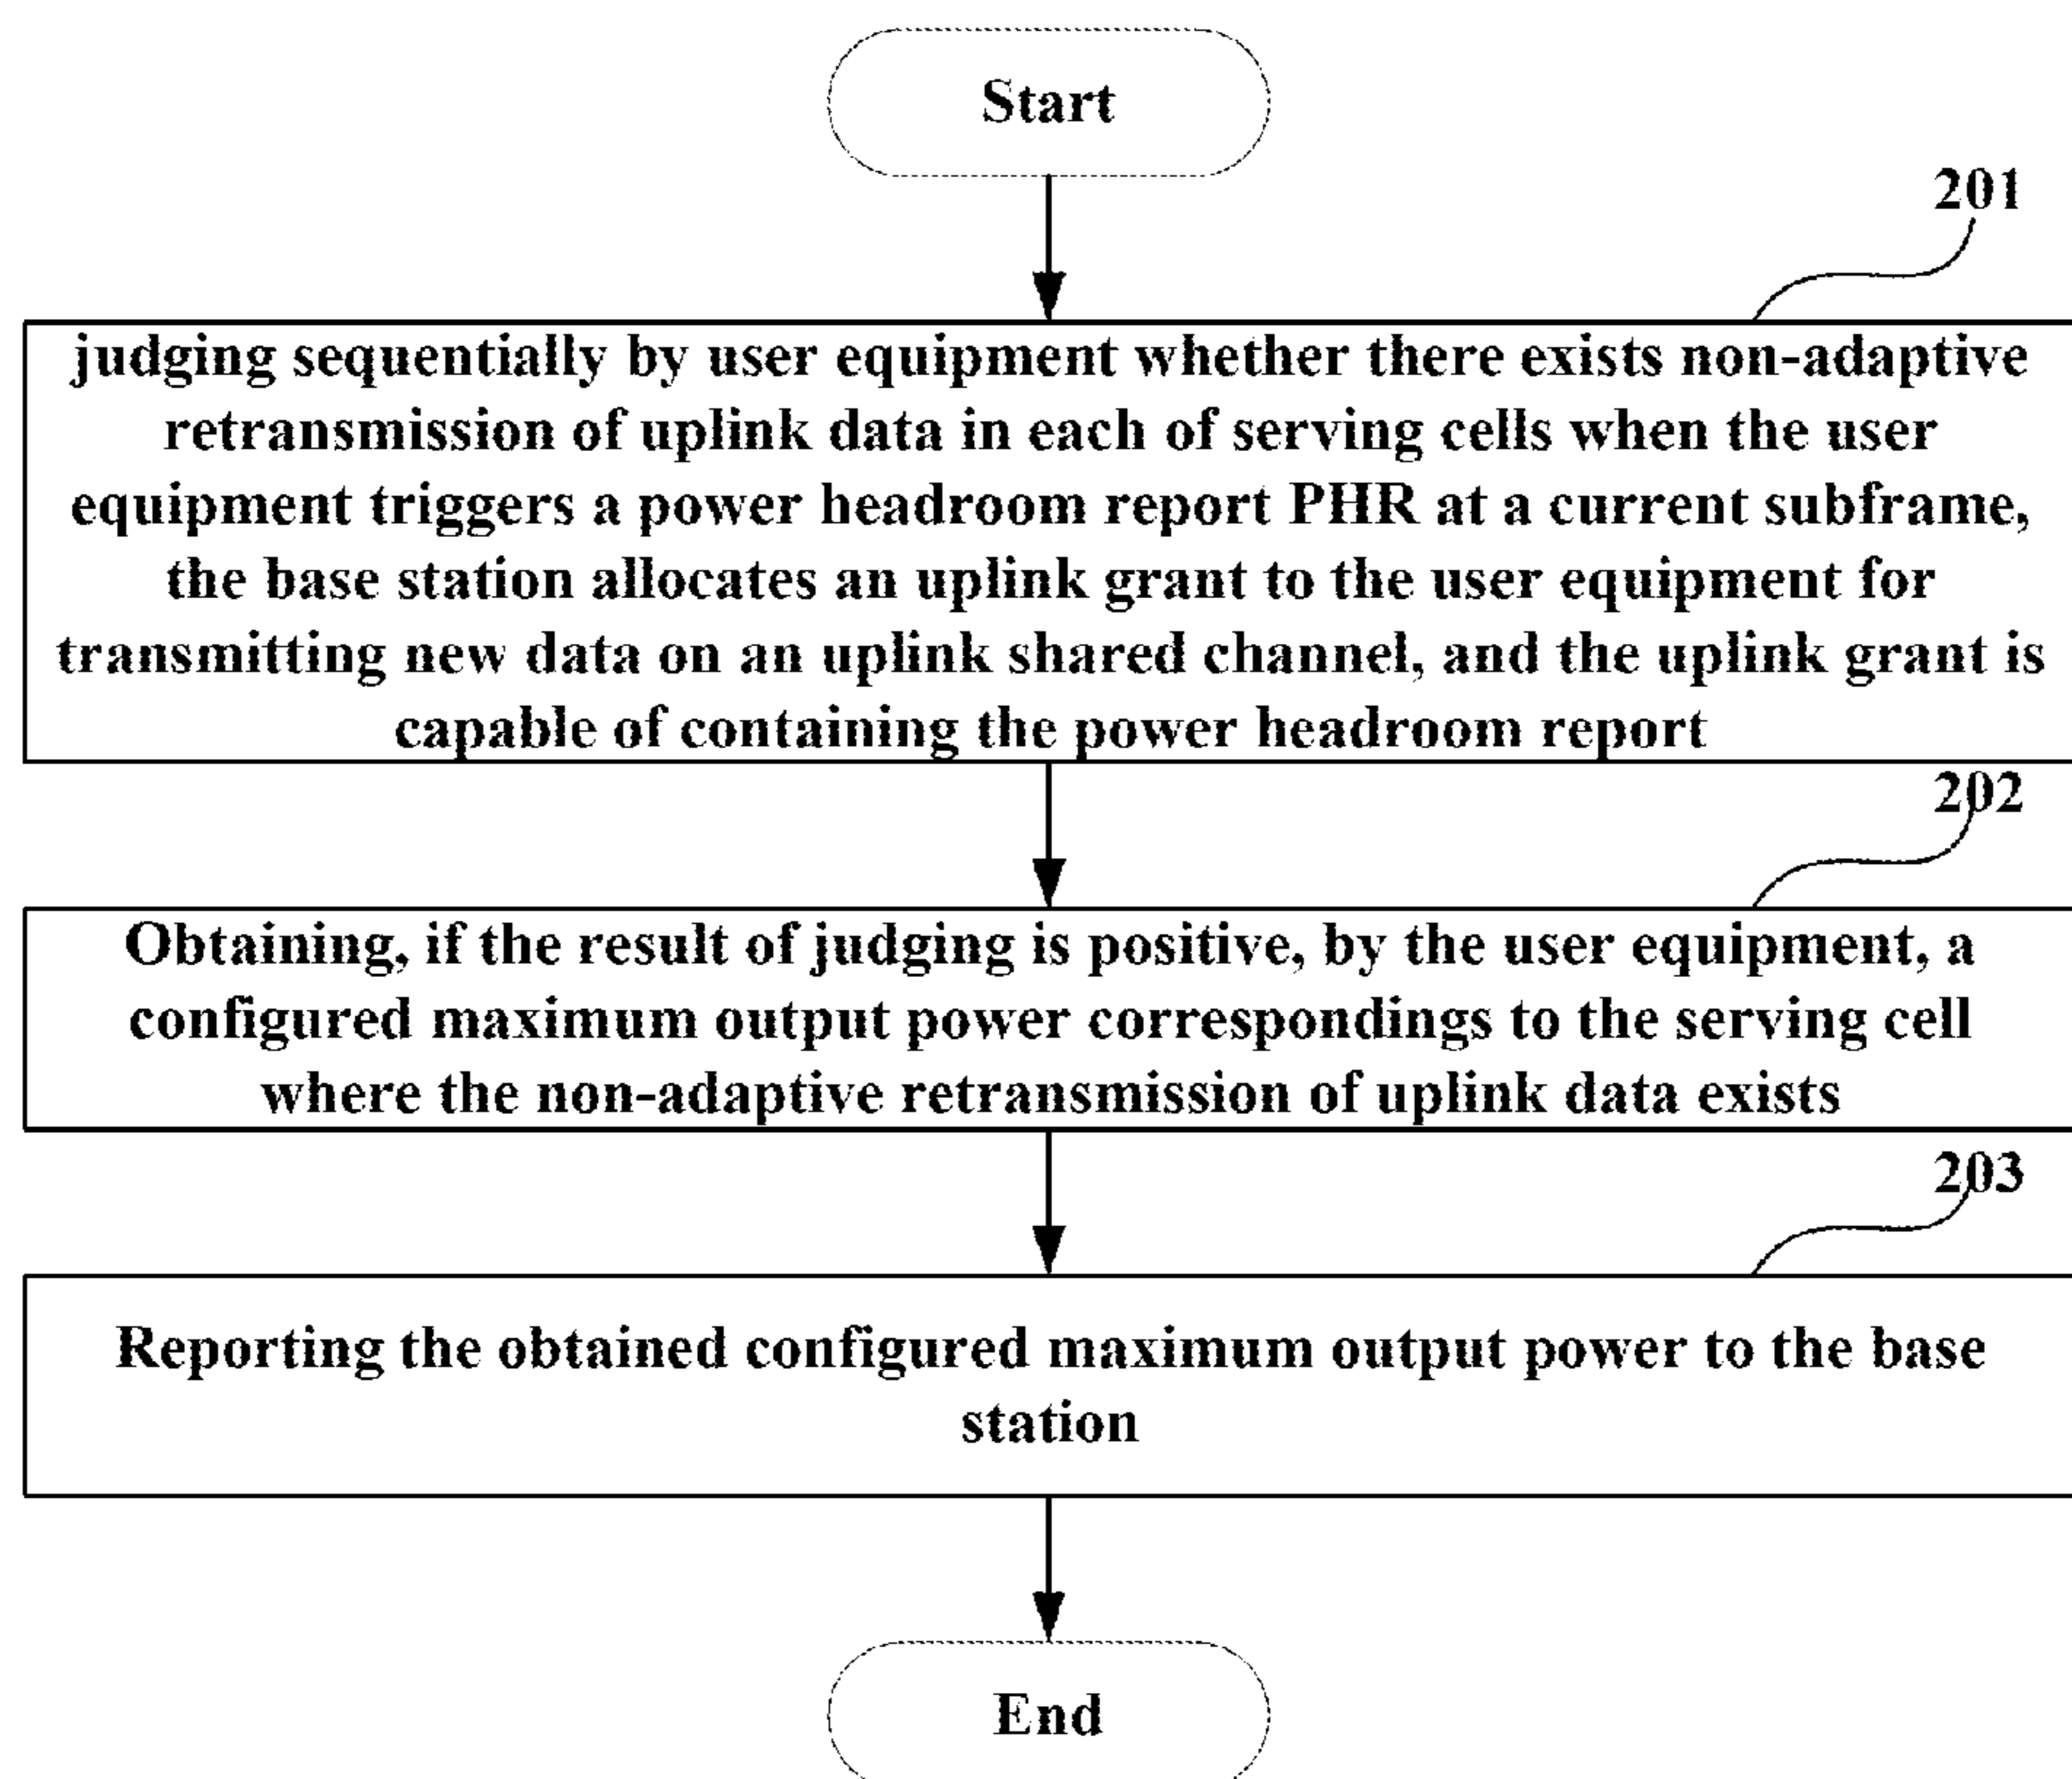 Start
201
judging sequentially by user equipment whether there exists non-adaptive
retransmission of uplink data in each of serving cells when the user
equipment triggers a power headroom report PHR at a current subframe,
the base station allocates an uplink grant to the user equipment for
transmitting new data on an uplink shared channel, and the uplink grant is
capable of containing the power headroom report
202
Obtaining, if the result of judging is positive, by the user equipment, a
configured maximum output power correspondings to the serving cell
where the non-adaptive retransmission of uplink data exists
203
Reporting the obtained configured maximum output power to the base
station
End